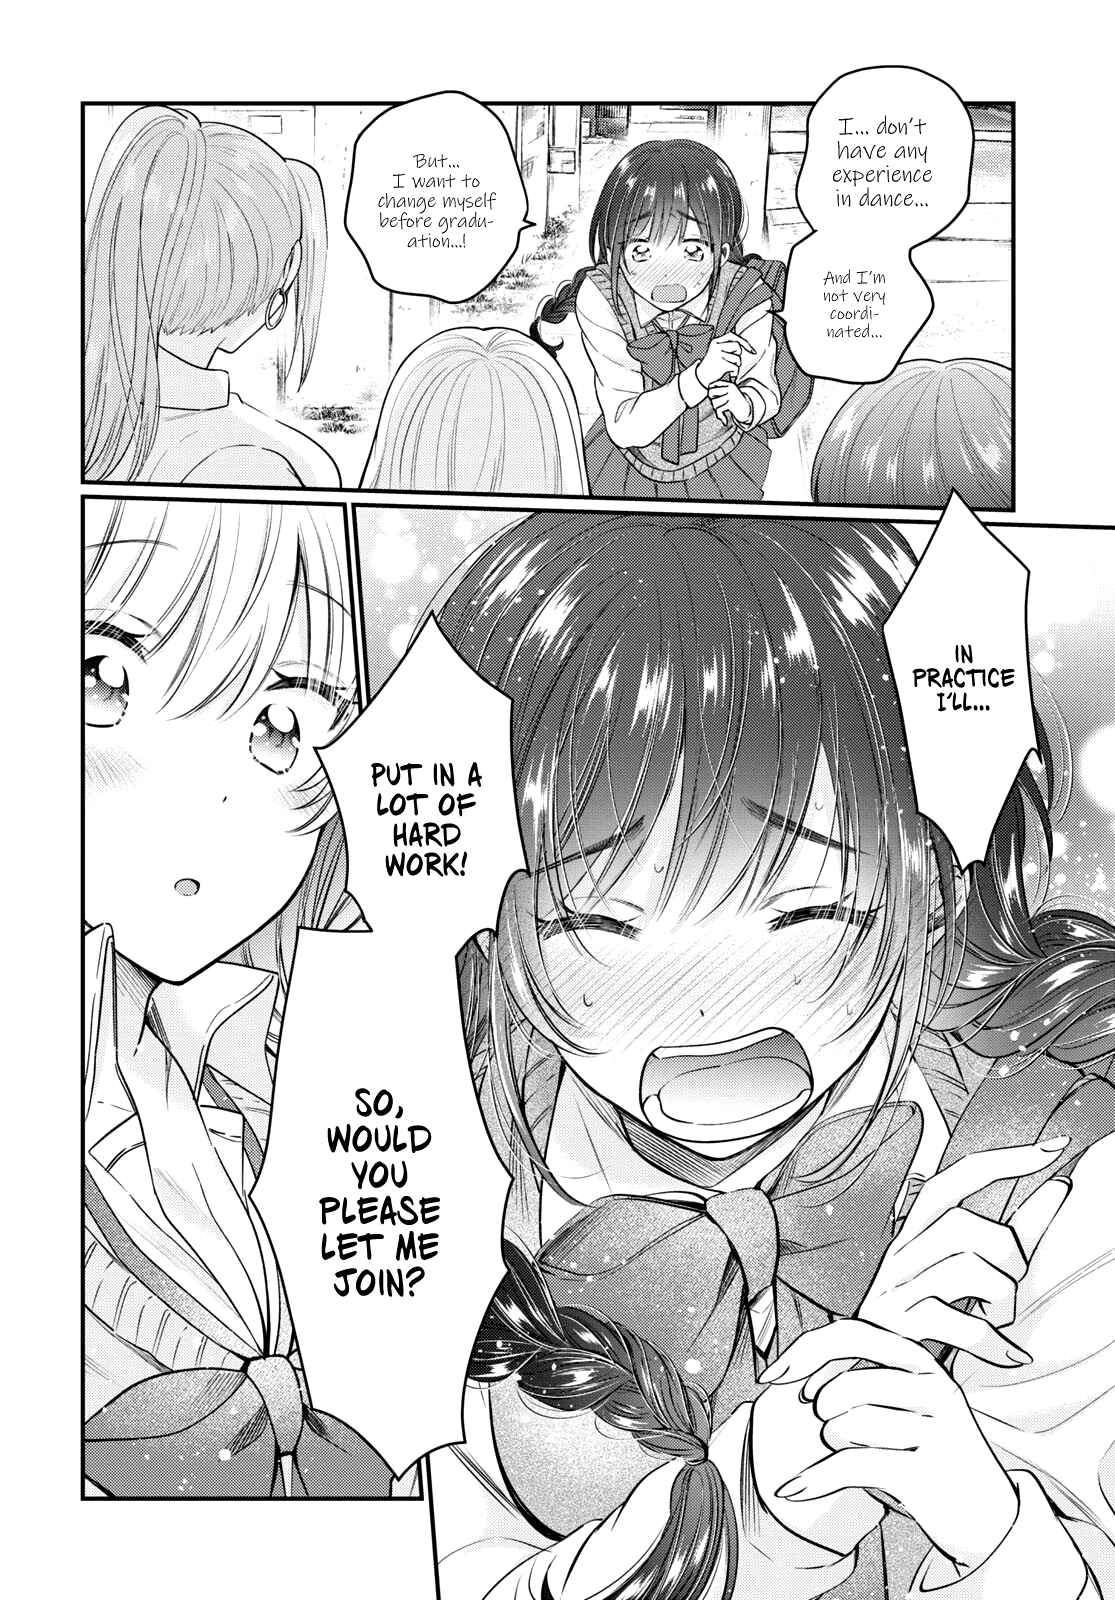 I... don't
have any
experience
in dance...
And I'm
not very
coordi-
nated...
But...
I want to
change myself
before gradu-
ation...!
IN
PRACTICE
I'LL...
PUT IN A
LOT OF
HARD
WORK!
SO,
WOULD
YOU
PLEASE
LET ME
JOIN?